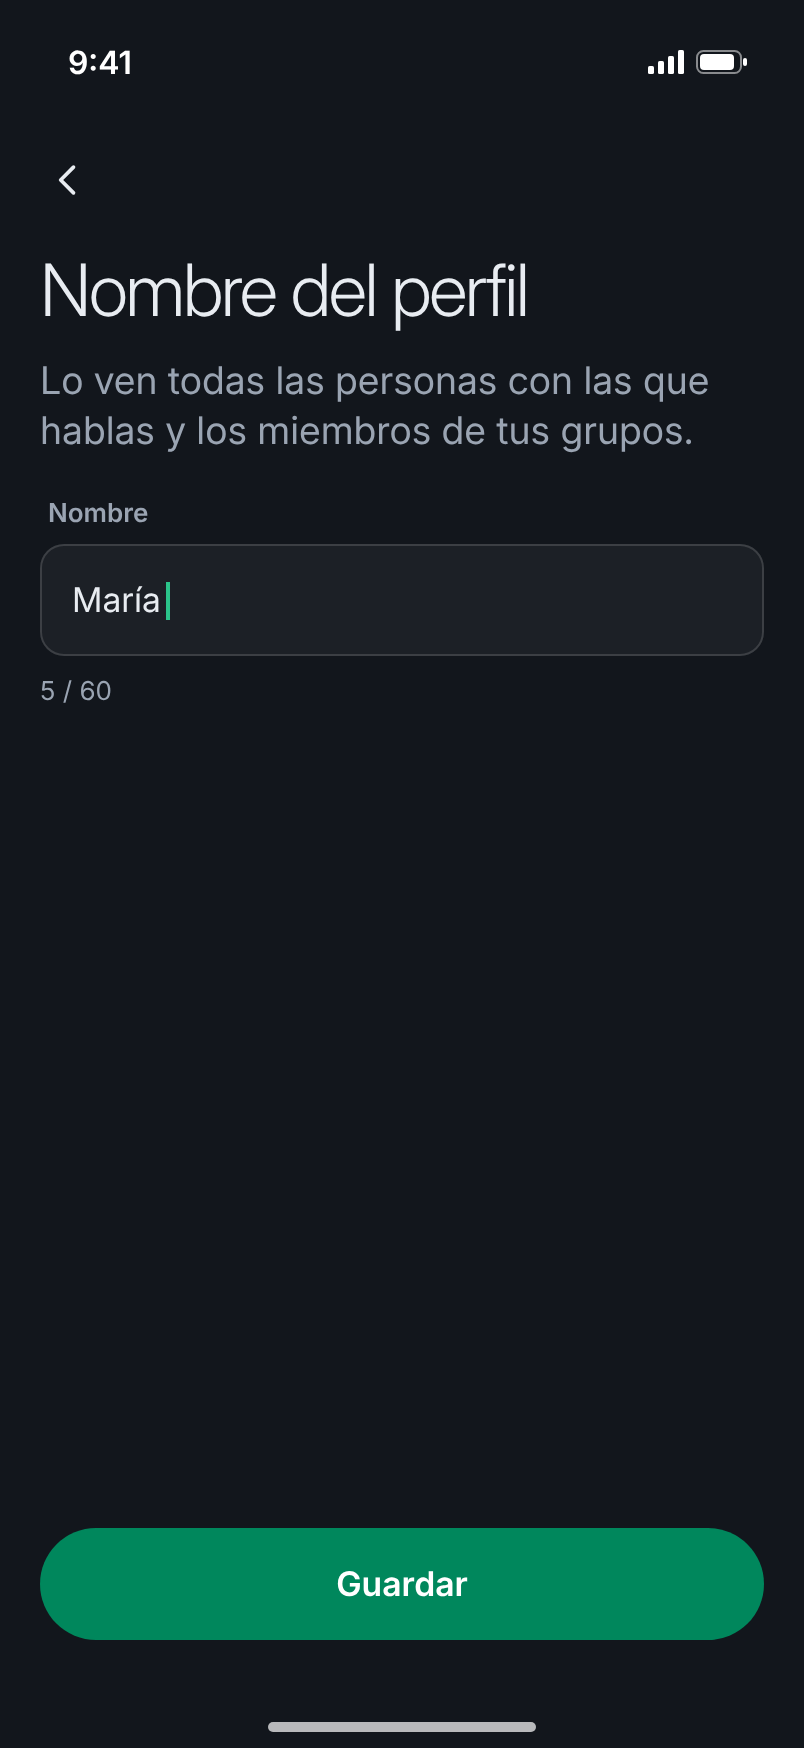 9:41
Nombre del perfil
Lo ven todas las personas con las que
hablas y los miembros de tus grupos.
Nombre
María
5 / 60
Guardar